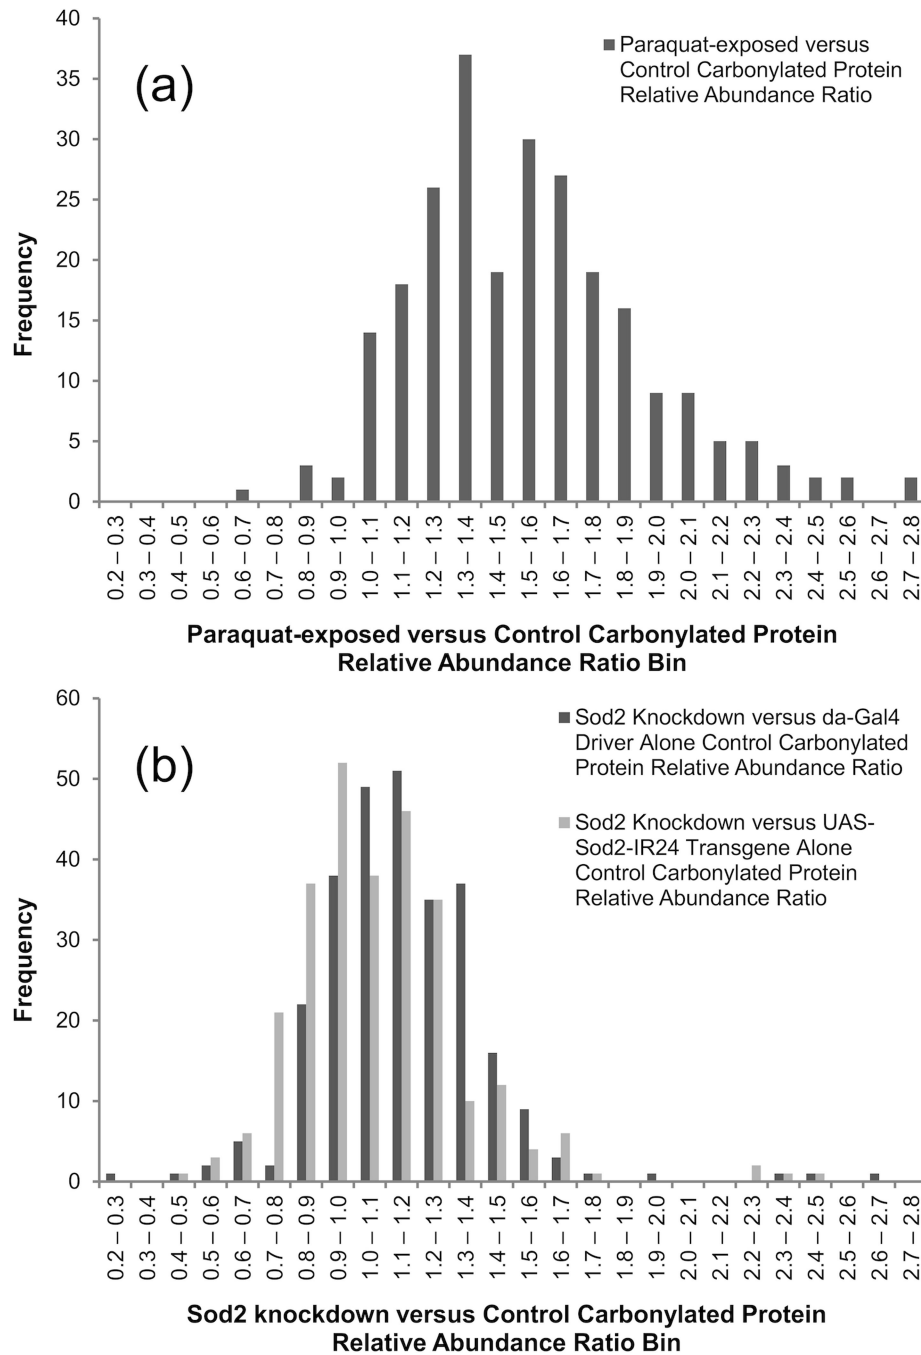 40
35
30
25
20
15
10
5
0
Frequency
(a)
Paraquat-exposed versus
Control Carbonylated Protein
Relative Abundance Ratio
0.2 – 0.3
0.3 – 0.4
0.4 – 0.5
0.5 – 0.6
0.6 – 0.7
0.7 – 0.8
0.8 – 0.9
0.9 – 1.0
1.0 – 1.1
1.1 – 1.2
1.2 – 1.3
1.3 – 1.4
1.4 – 1.5
1.5 – 1.6
1.6 – 1.7
1.7 – 1.8
1.8 – 1.9
1.9 – 2.0
2.0 – 2.1
2.1 – 2.2
2.2 – 2.3
2.3 – 2.4
2.4 – 2.5
2.5 – 2.6
2.6 – 2.7
2.7 – 2.8
Paraquat-exposed versus Control Carbonylated Protein
Relative Abundance Ratio Bin
60
50
40
30
20
10
0
Frequency
(b)
Sod2 Knockdown versus da-Gal4
Driver Alone Control Carbonylated
Protein Relative Abundance Ratio
Sod2 Knockdown versus UAS-
Sod2-IR24 Transgene Alone
Control Carbonylated Protein
Relative Abundance Ratio
0.2 – 0.3
0.3 – 0.4
0.4 – 0.5
0.5 – 0.6
0.6 – 0.7
0.7 – 0.8
0.8 – 0.9
0.9 – 1.0
1.0 – 1.1
1.1 – 1.2
1.2 – 1.3
1.3 – 1.4
1.4 – 1.5
1.5 – 1.6
1.6 – 1.7
1.7 – 1.8
1.8 – 1.9
1.9 – 2.0
2.0 – 2.1
2.1 – 2.2
2.2 – 2.3
2.3 – 2.4
2.4 – 2.5
2.5 – 2.6
2.6 – 2.7
2.7 – 2.8
Sod2 knockdown versus Control Carbonylated Protein
Relative Abundance Ratio Bin